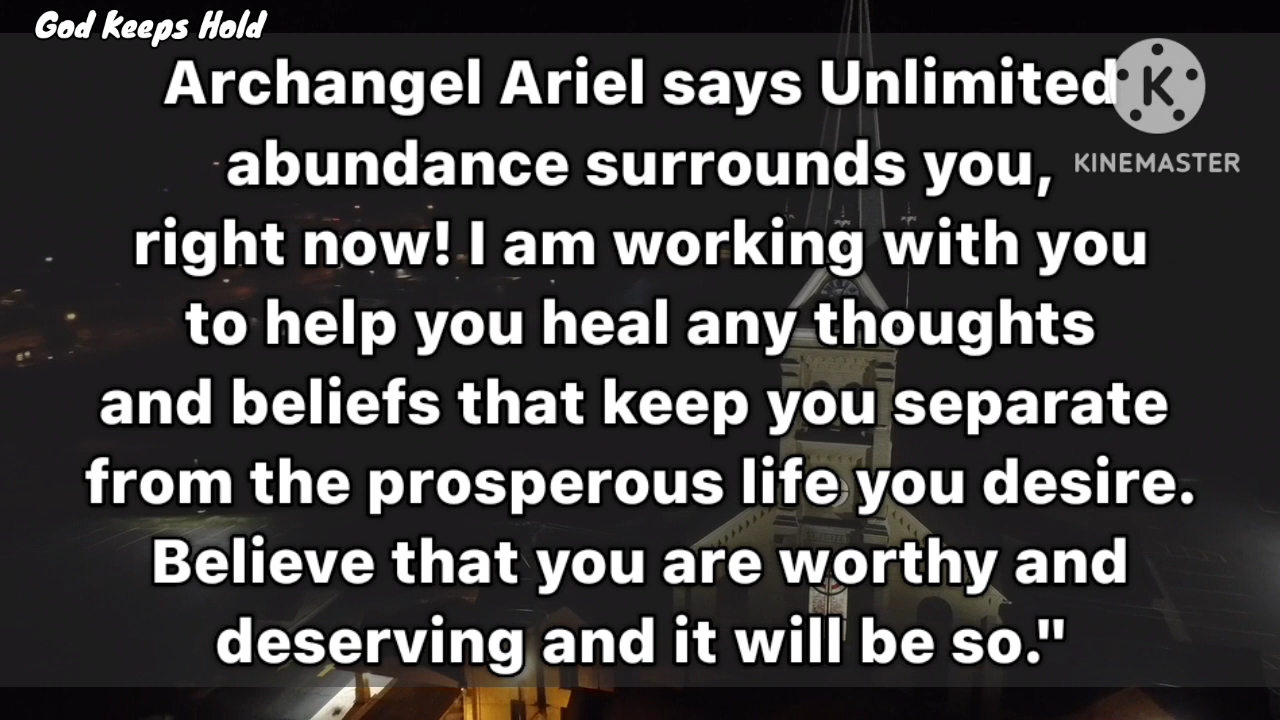 God Keeps Hold
Archangel Ariel says Unlimited
abundance surrounds you,
right now! I am working with you
to help you heal any thoughts
and beliefs that keep you separate
from the prosperous life you desire.
Believe that you are worthy and
deserving and it will be so."
K
KINEMASTER